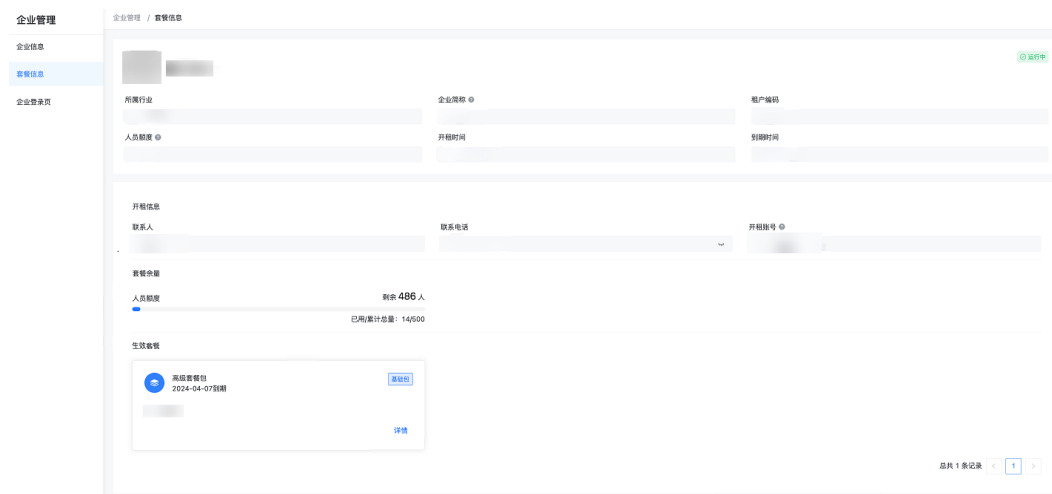 企业管理
企业管理 / 套餐信息
企业信息
套餐信息
企业登录页
运行中
所属行业
企业简称
租户编码
人员额度
开租时间
到期时间
开租信息
联系人
联系电话
开租账号
套餐余量
人员额度
剩余 486 人
已用/累计总量：14/500
生效套餐
高级套餐包
基础包
2024-04-07到期
详情
总共 1 条记录 < 1 >